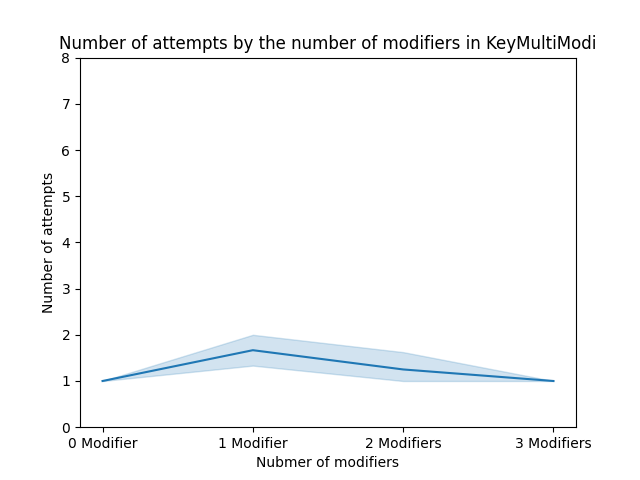 Number of attempts by the number of modifiers in KeyMultiModi
8
7
6
5
4
3
2
1
0
Number of attempts
0 Modifier
1 Modifier
2 Modifiers
3 Modifiers
Nubmer of modifiers